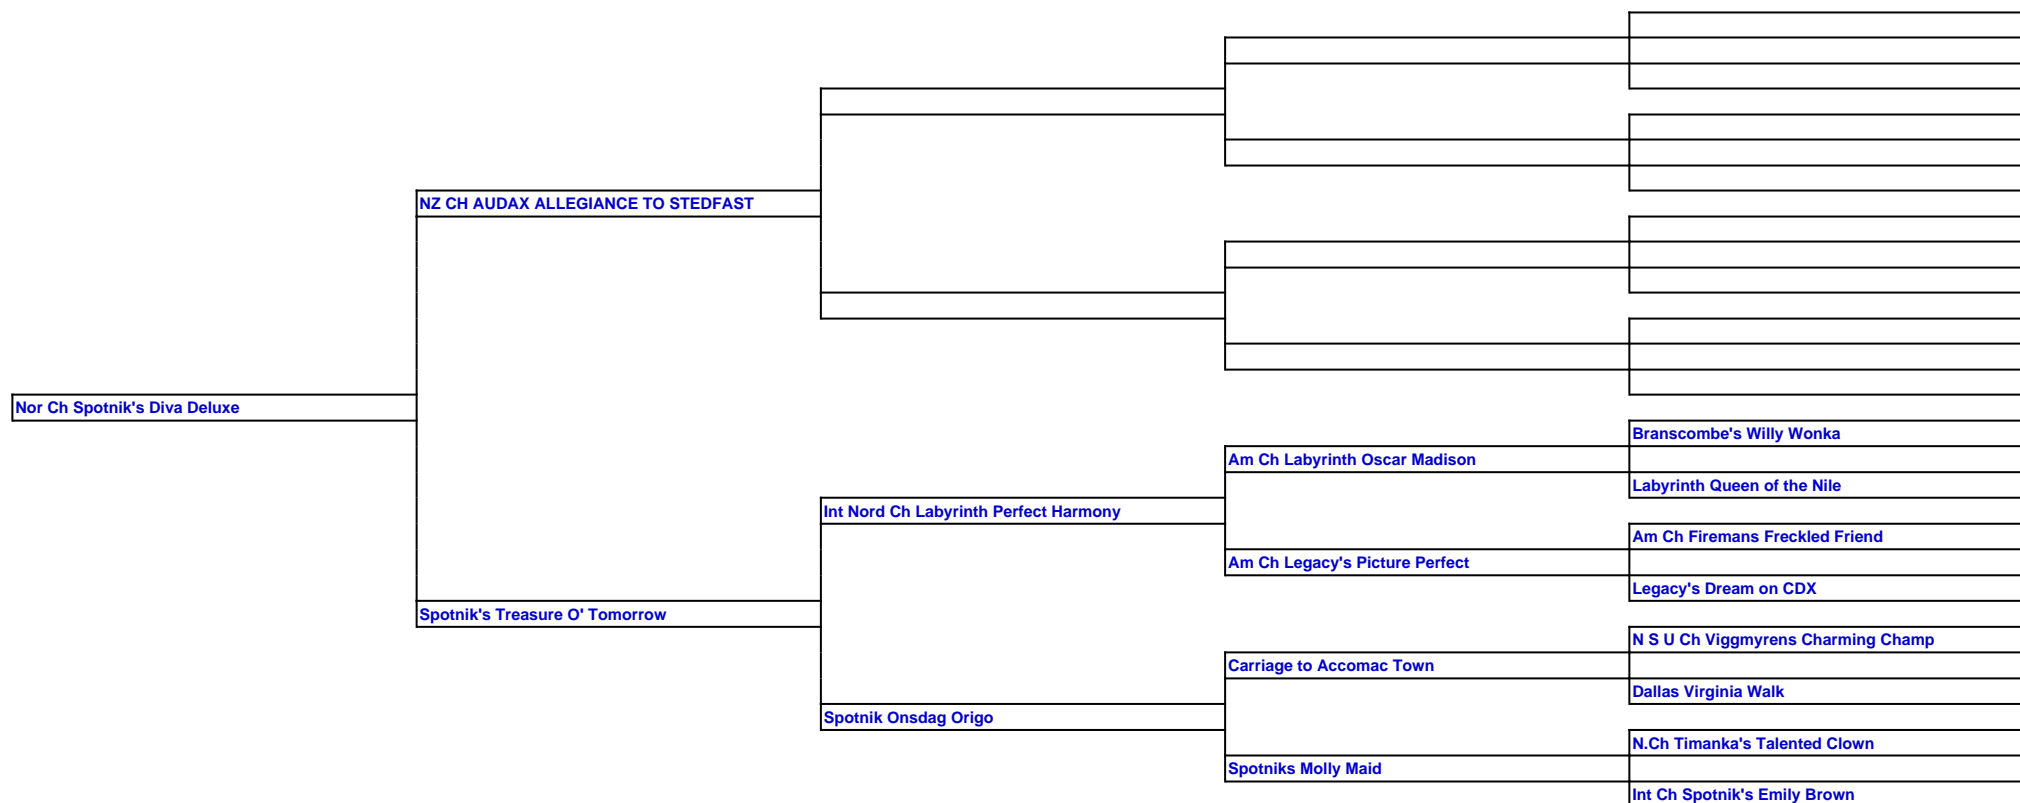 NZ CH AUDAX ALLEGIANCE TO STEDFAST
Nor Ch Spotnik's Diva Deluxe
Branscombe's Willy Wonka
Am Ch Labyrinth Oscar Madison
Labyrinth Queen of the Nile
Int Nord Ch Labyrinth Perfect Harmony
Am Ch Firemans Freckled Friend
Am Ch Legacy's Picture Perfect
Legacy's Dream on CDX
Spotnik's Treasure O' Tomorrow
N S U Ch Viggmyrens Charming Champ
Carriage to Accomac Town
Dallas Virginia Walk
Spotnik Onsdag Origo
N.Ch Timanka's Talented Clown
Spotniks Molly Maid
Int Ch Spotnik's Emily Brown